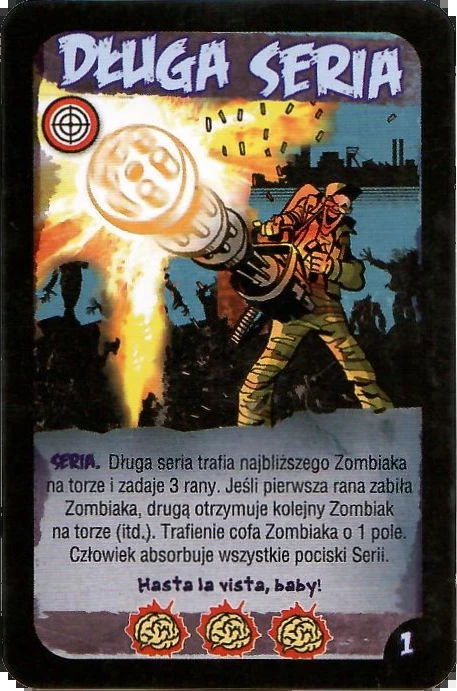 DŁUGA SERIA
SERIA. Długa seria trafia najbliższego Zombiaka
na torze i zadaje 3 rany. Jeśli pierwsza rana zabiła
Zombiaka, drugą otrzymuje kolejny Zombiak
na torze (itd.). Trafienie cofa Zombiaka o 1 pole.
Człowiek absorbuje wszystkie pociski Serii.
Hasta la vista, baby!
1